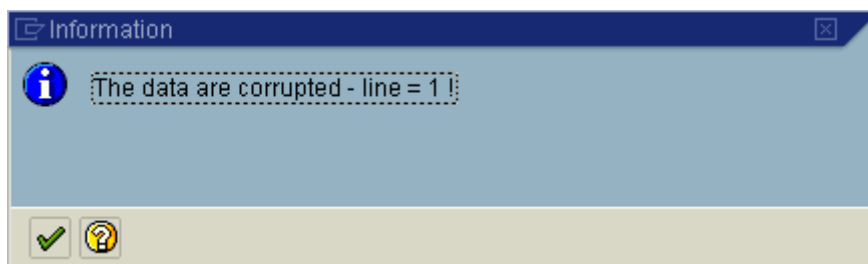 Information
The data are corrupted - line = 1 !